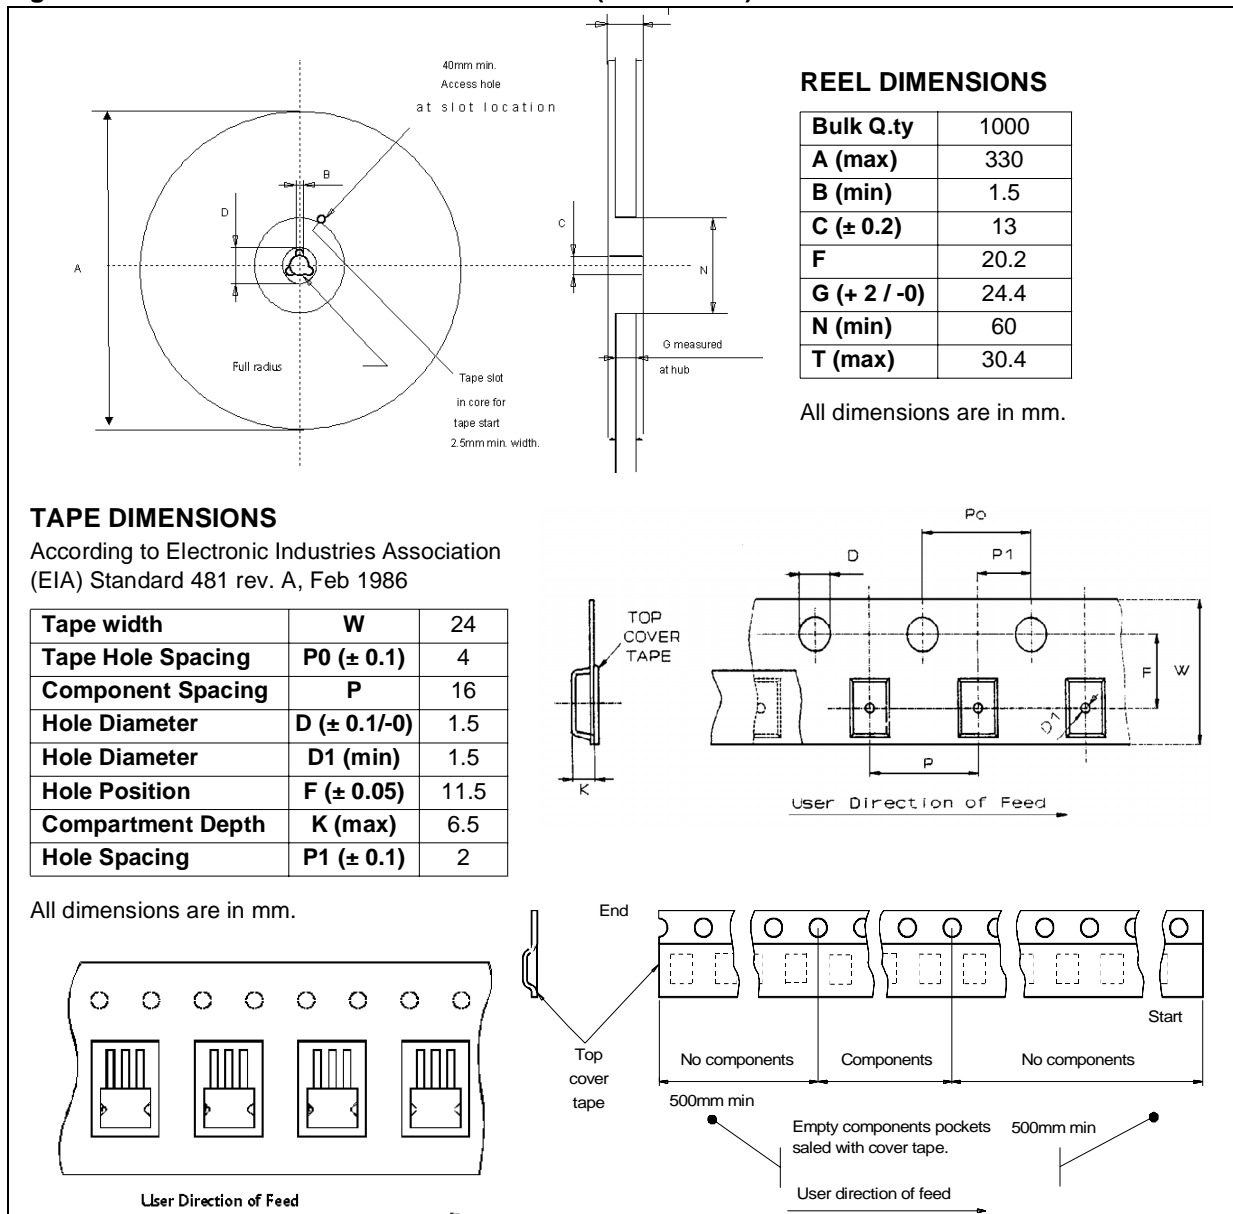 40mm min.
Access hole
at slot location
B
D
A
C
N
Full radius
Tape slot
in core for
tape start
2.5mm min. width.
G measured
at hub
REEL DIMENSIONS
Bulk Q.ty 1000
A (max) 330
B (min) 1.5
C (± 0.2) 13
F 20.2
G (+ 2 / -0) 24.4
N (min) 60
T (max) 30.4
All dimensions are in mm.
TAPE DIMENSIONS
According to Electronic Industries Association
(EIA) Standard 481 rev. A, Feb 1986
Tape width W 24
Tape Hole Spacing P0 (± 0.1) 4
Component Spacing P 16
Hole Diameter D (± 0.1/-0) 1.5
Hole Diameter D1 (min) 1.5
Hole Position F (± 0.05) 11.5
Compartment Depth K (max) 6.5
Hole Spacing P1 (± 0.1) 2
All dimensions are in mm.
Po
D
P1
TOP
COVER
TAPE
F
W
D1
K
P
User Direction of Feed
End
Start
Top
cover
tape
No components
Components
No components
500mm min
Empty components pockets
saled with cover tape.
500mm min
User direction of feed
User Direction of Feed